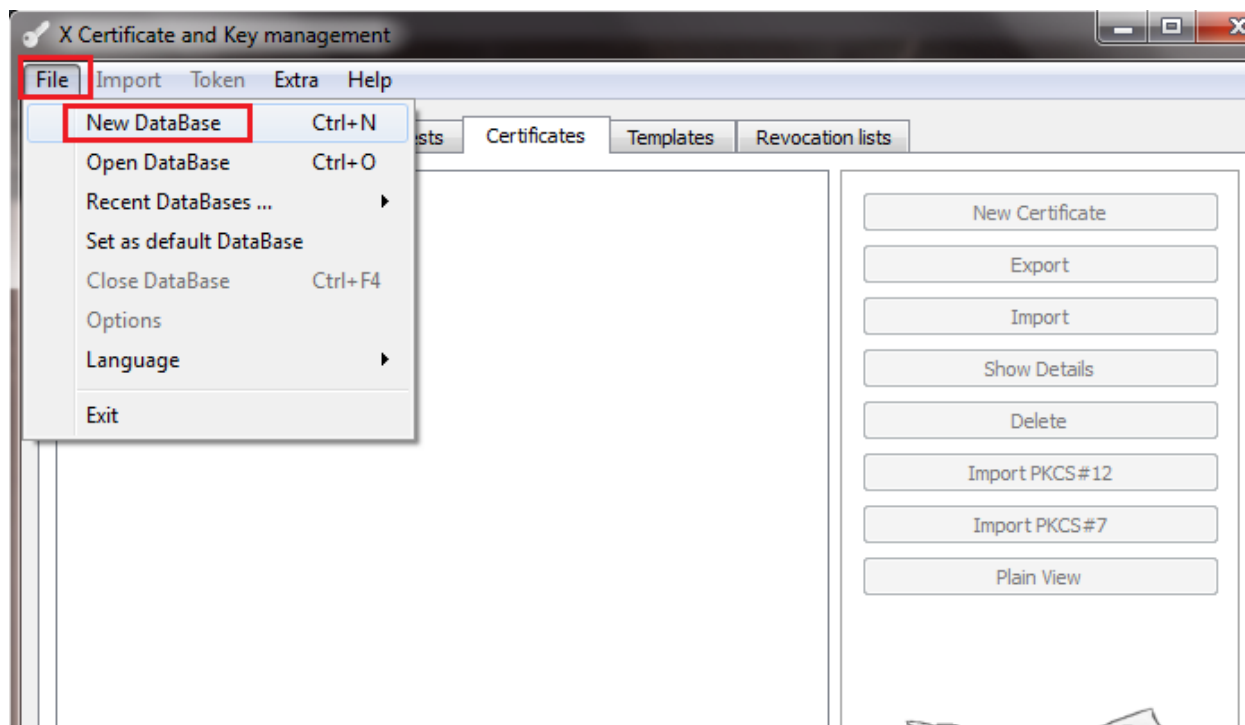 X Certificate and Key management
File Import Token Extra Help
New DataBase Ctrl+N
Open DataBase Ctrl+O
Recent DataBases ...
Set as default DataBase
Close DataBase Ctrl+F4
Options
Language
Exit
ests Certificates Templates Revocation lists
New Certificate
Export
Import
Show Details
Delete
Import PKCS#12
Import PKCS#7
Plain View